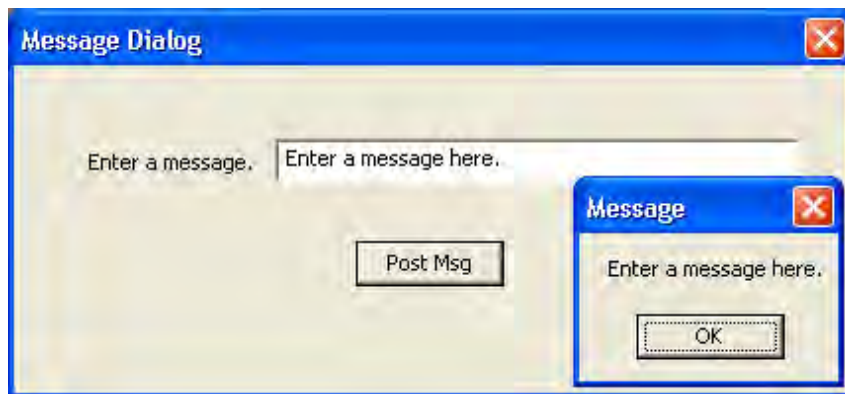 Message Dialog
Enter a message.
Enter a message here.
Post Msg
Message
Enter a message here.
OK